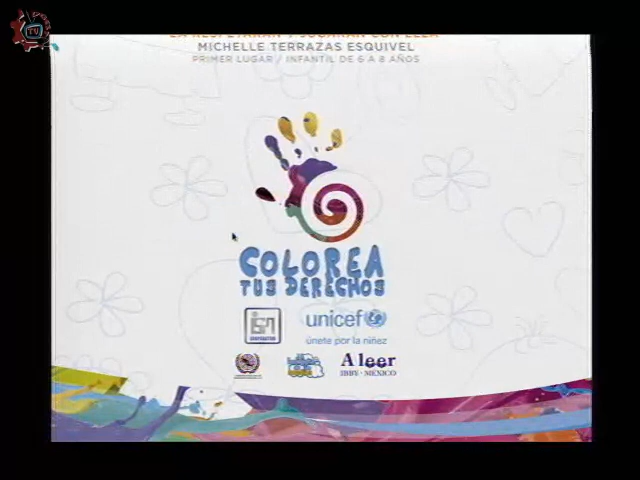 MICHELLE TERRAZAS ESQUIVEL
PRIMER LUGAR / INFANTIL DE 6 A 8 AÑOS
COLOREA
TUS DERECHOS
unicef
únete por la niñez
A leer
IBBY · MÉXICO
TV